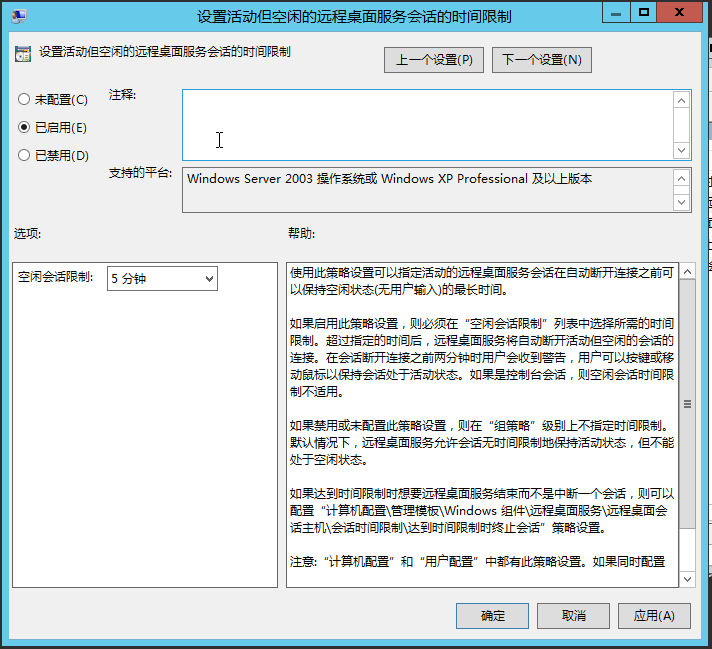 设置活动但空闲的远程桌面服务会话的时间限制
设置活动但空闲的远程桌面服务会话的时间限制
上一个设置(P)
下一个设置(N)
未配置(C)
注释:
已启用(E)
已禁用(D)
支持的平台:
Windows Server 2003 操作系统或 Windows XP Professional 及以上版本
选项:
帮助:
空闲会话限制:
5 分钟
使用此策略设置可以指定活动的远程桌面服务会话在自动断开连接之前可
以保持空闲状态(无用户输入)的最长时间。
如果启用此策略设置，则必须在“空闲会话限制”列表中选择所需的时间
限制。超过指定的时间后，远程桌面服务将自动断开活动但空闲的会话的
连接。在会话断开连接之前两分钟时用户会收到警告，用户可以按键或移
动鼠标以保持会话处于活动状态。如果是控制台会话，则空闲会话时间限
制不适用。
如果禁用或未配置此策略设置，则在“组策略”级别上不指定时间限制。
默认情况下，远程桌面服务允许会话无时间限制地保持活动状态，但不能
处于空闲状态。
如果达到时间限制时想要远程桌面服务结束而不是中断一个会话，则可以
配置“计算机配置\管理模板\Windows 组件\远程桌面服务\远程桌面会
话主机\会话时间限制\达到时间限制时终止会话”策略设置。
注意:“计算机配置”和“用户配置”中都有此策略设置。如果同时配置
确定
取消
应用(A)